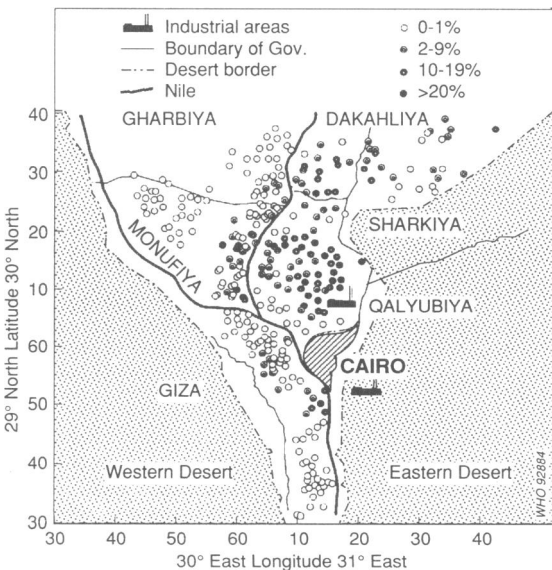 Industrial areas
Boundary of Gov.
Desert border
Nile
0-1%
2-9%
10-19%
>20%
GHARBIYA
DAKAHLIYA
SHARKIYA
MONUFIYA
QALYUBIYA
CAIRO
GIZA
Western Desert
Eastern Desert
WHO 92884
29° North Latitude 30° North
40
30
20
10
60
50
40
30
30
40
50
60
10
20
30
40
30° East Longitude 31° East